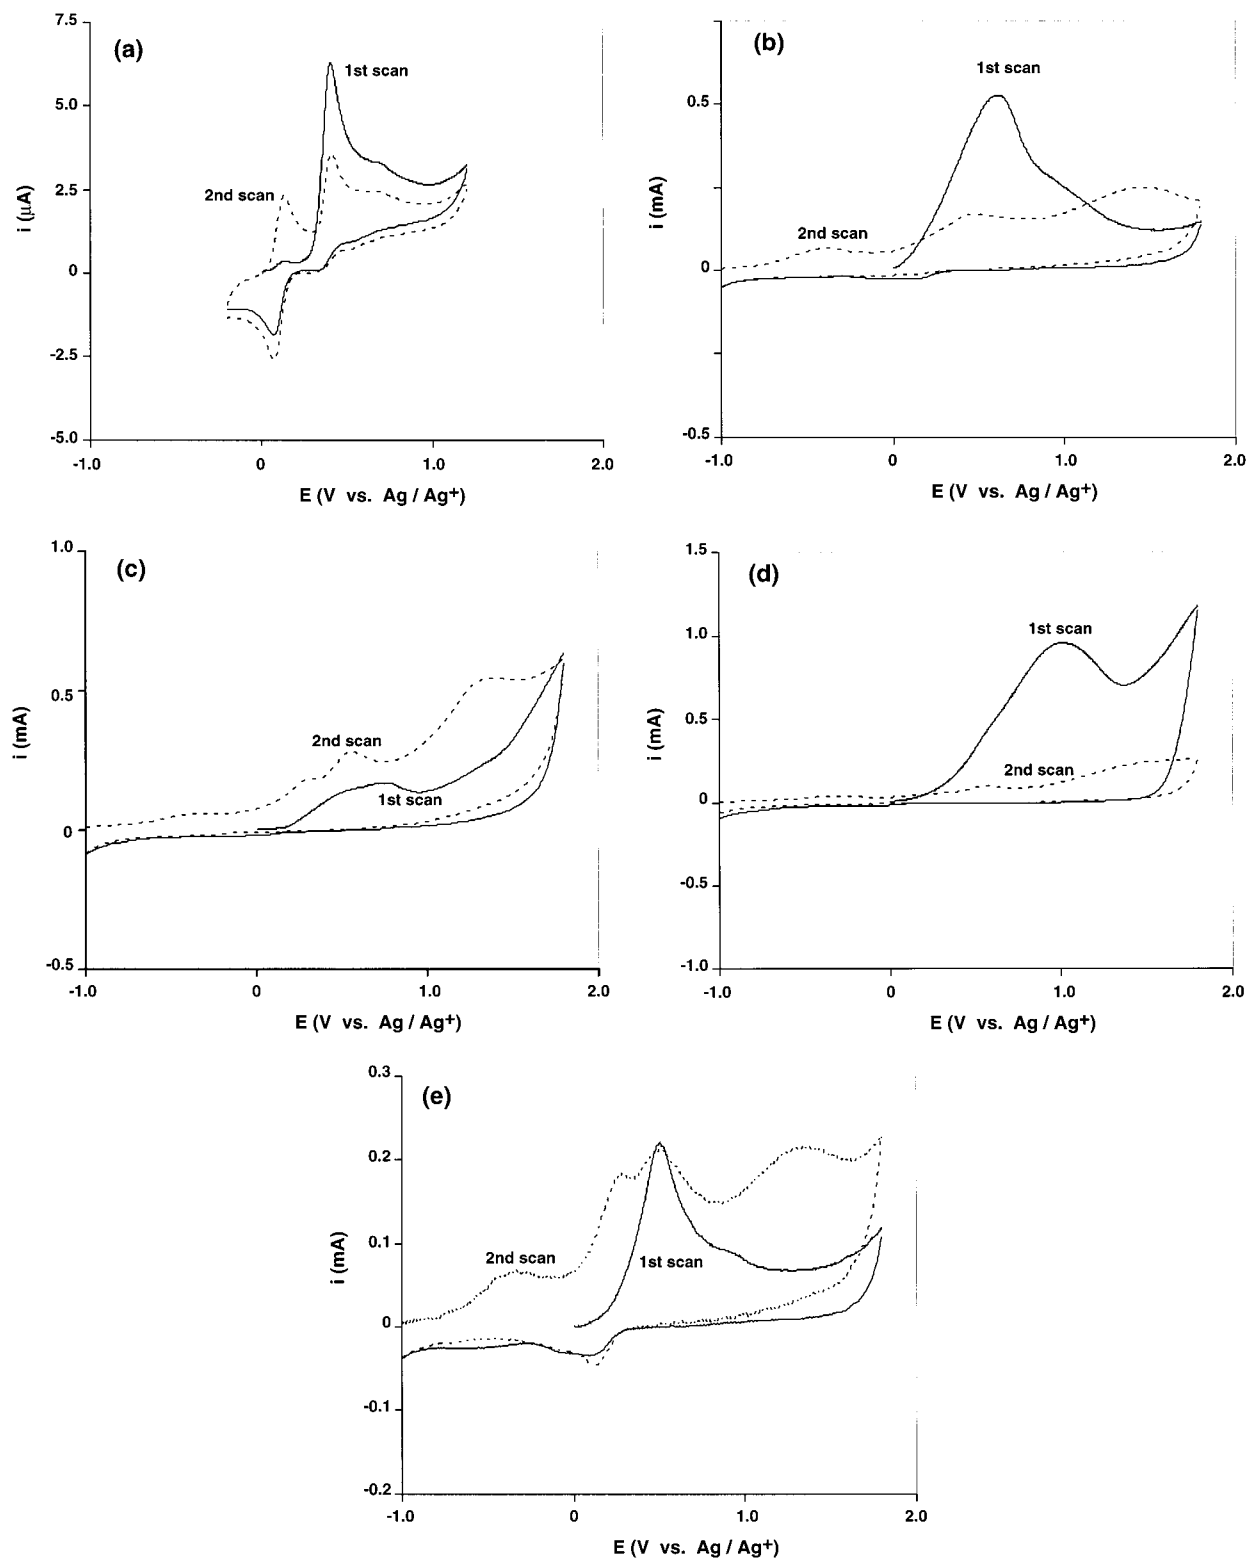 (a)
7.5
5.0
2.5
0
-2.5
-5.0
i (μA)
1st scan
2nd scan
-1.0 0 1.0 2.0
E (V vs. Ag / Ag+)
(b)
0.5
0
-0.5
i (mA)
1st scan
2nd scan
-1.0 0 1.0 2.0
E (V vs. Ag / Ag+)
(c)
1.0
0.5
0
-0.5
i (mA)
2nd scan
1st scan
-1.0 0 1.0 2.0
E (V vs. Ag / Ag+)
(d)
1.5
1.0
0.5
0
-0.5
-1.0
i (mA)
1st scan
2nd scan
-1.0 0 1.0 2.0
E (V vs. Ag / Ag+)
(e)
0.3
0.2
0.1
0
-0.1
-0.2
i (mA)
2nd scan
1st scan
-1.0 0 1.0 2.0
E (V vs. Ag / Ag+)